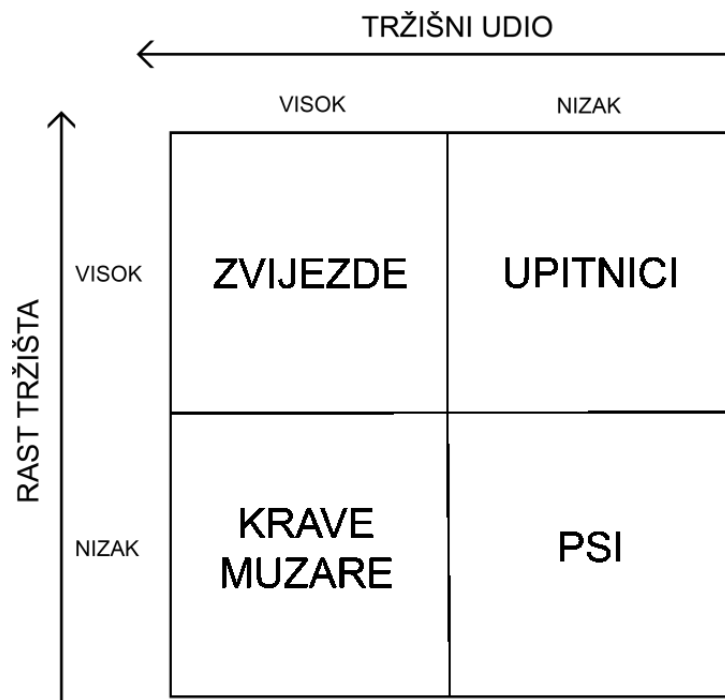 TRŽIŠNI UDIO
VISOK
NIZAK
RAST TRŽIŠTA
VISOK
ZVIJEZDE
UPITNICI
NIZAK
KRAVE
MUZARE
PSI